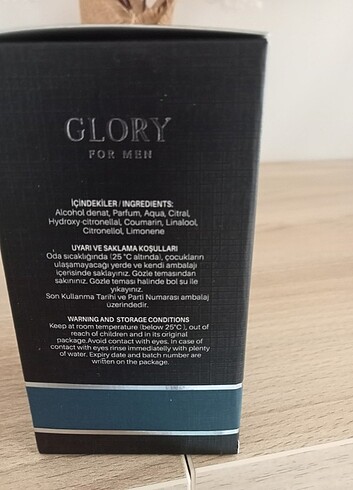 GLORY
FOR MEN
İÇİNDEKİLER / INGREDIENTS:
Alcohol denat, Parfum, Aqua, Citral,
Hydroxy-citronellal, Coumarin, Linalool,
Citronellol, Limonene
UYARI VE SAKLAMA KOŞULLARI
Oda sıcaklığında (25 °C altında), çocukların
ulaşamayacağı yerde ve kendi ambalajı
içerisinde saklayınız. Gözle temasından
sakınınız. Gözle teması halinde bol su ile
yıkayınız.
Son Kullanma Tarihi ve Parti Numarası ambalaj
üzerindedir.
WARNING AND STORAGE CONDITIONS
Keep at room temperature (below 25°C ), out of
reach of children and in its original
package.Avoid contact with eyes. in case of
contact with eyes rinse immediatelly with plenty
of water. Expiry date and batch number are
written on the package.